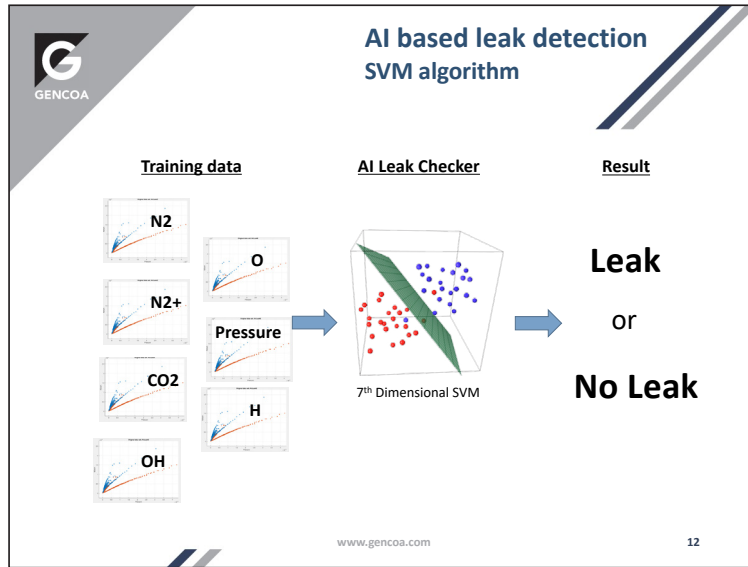 GENCOA
AI based leak detection
SVM algorithm
Training data
AI Leak Checker
Result
N2
O
N2+
Pressure
CO2
H
OH
7th Dimensional SVM
Leak
or
No Leak
www.gencoa.com
12